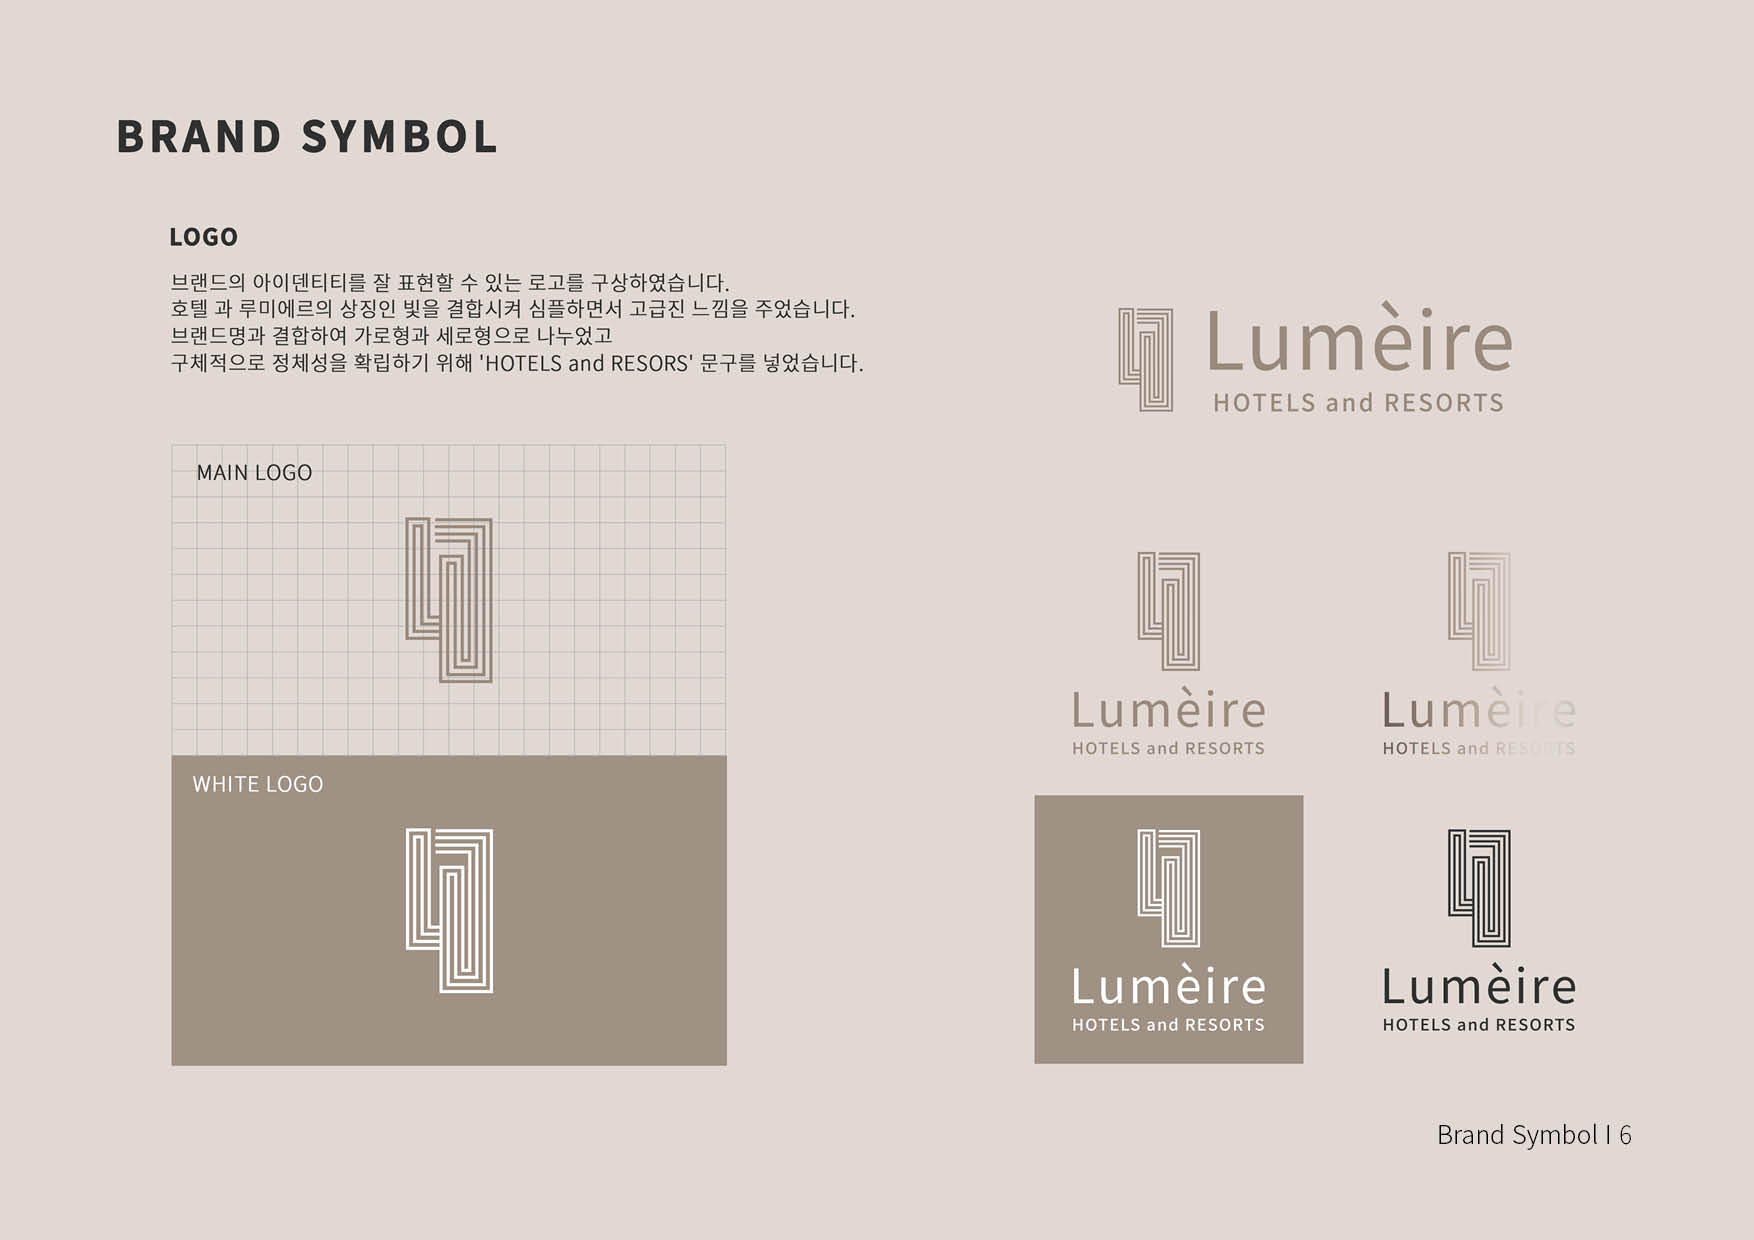 BRAND SYMBOL
LOGO
브랜드의 아이덴티티를 잘 표현할 수 있는 로고를 구상하였습니다.
호텔 과 루미에르의 상징인 빛을 결합시켜 심플하면서 고급진 느낌을 주었습니다.
브랜드명과 결합하여 가로형과 세로형으로 나누었고
구체적으로 정체성을 확립하기 위해 'HOTELS and RESORS' 문구를 넣었습니다.
MAIN LOGO
WHITE LOGO
Lumèire
HOTELS and RESORTS
Lumèire
HOTELS and RESORTS
Lumèire
HOTELS and RESORTS
Lumèire
HOTELS and RESORTS
Lumèire
HOTELS and RESORTS
Brand Symbol I 6